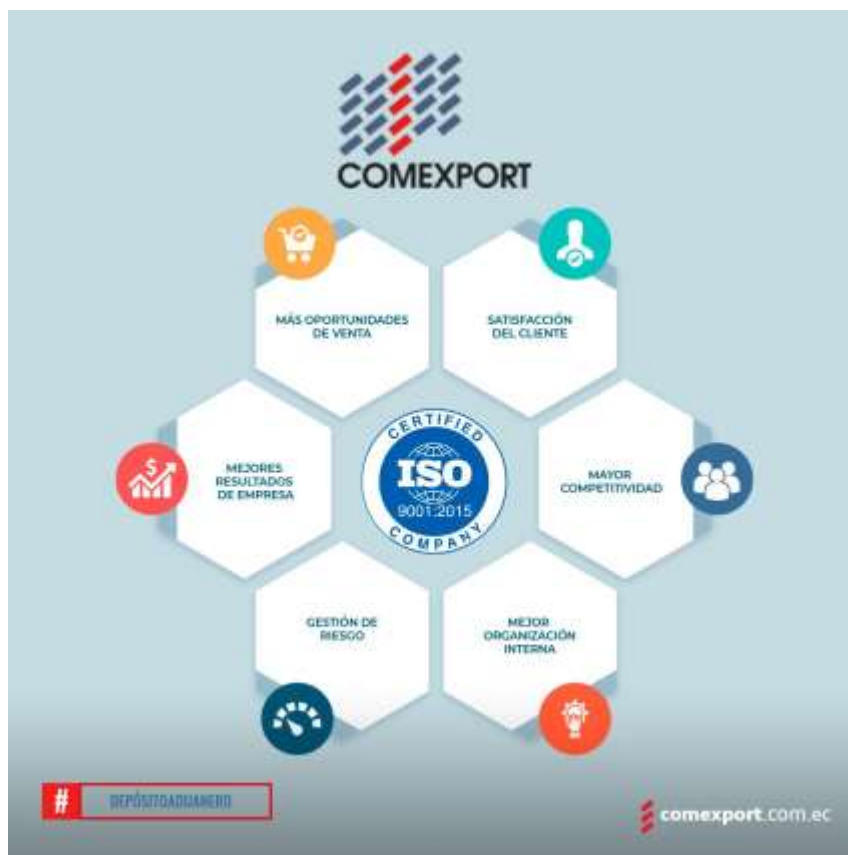 COMEXPORT
MÁS OPORTUNIDADES
DE VENTA
SATISFACCIÓN
DEL CLIENTE
MEJORES
RESULTADOS
DE EMPRESA
CERTIFIED
ISO
9001:2015
COMPANY
MAYOR
COMPETITIVIDAD
GESTIÓN DE
RIESGO
MEJOR
ORGANIZACIÓN
INTERNA
# DEPÓSITOADUANERO
comexport.com.ec